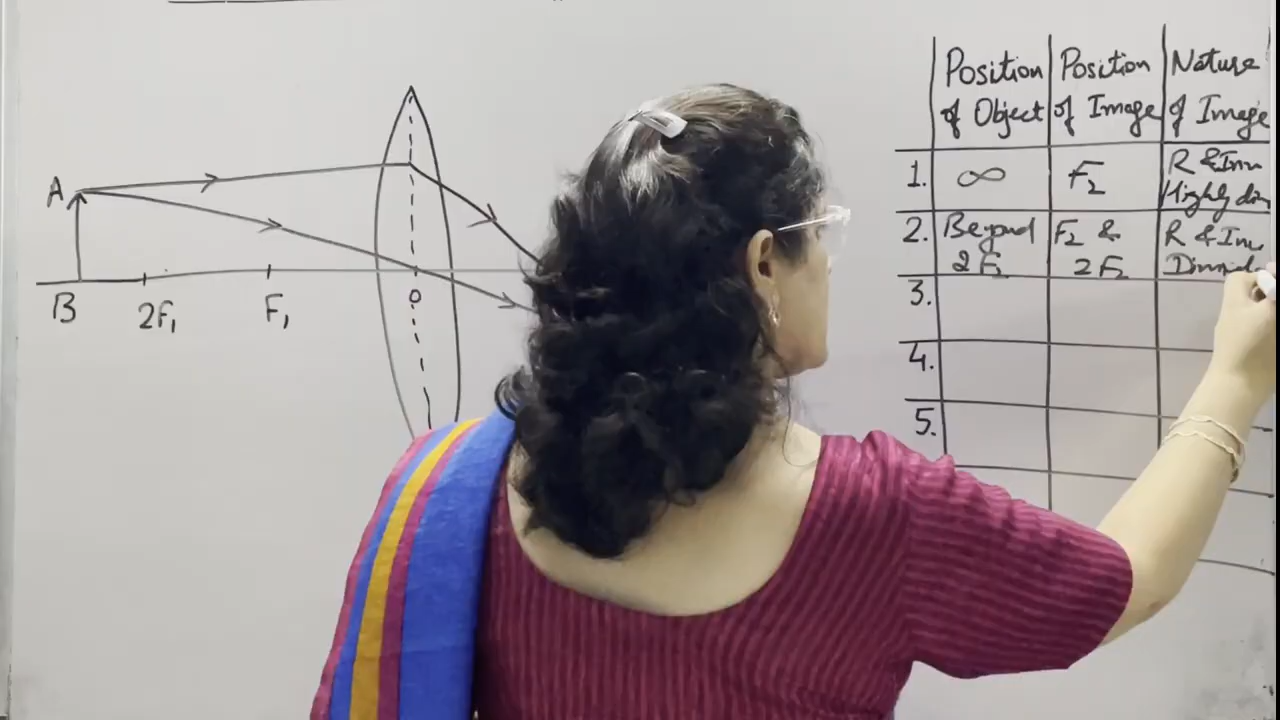 Position of Object
Position of Image
Nature of Image
1.
∞
F₂
R & Inv
Highly
2.
Beyond
2F₁
F₂ &
2F₂
R & Inv
3.
4.
5.
A
B
2F₁
F₁
O